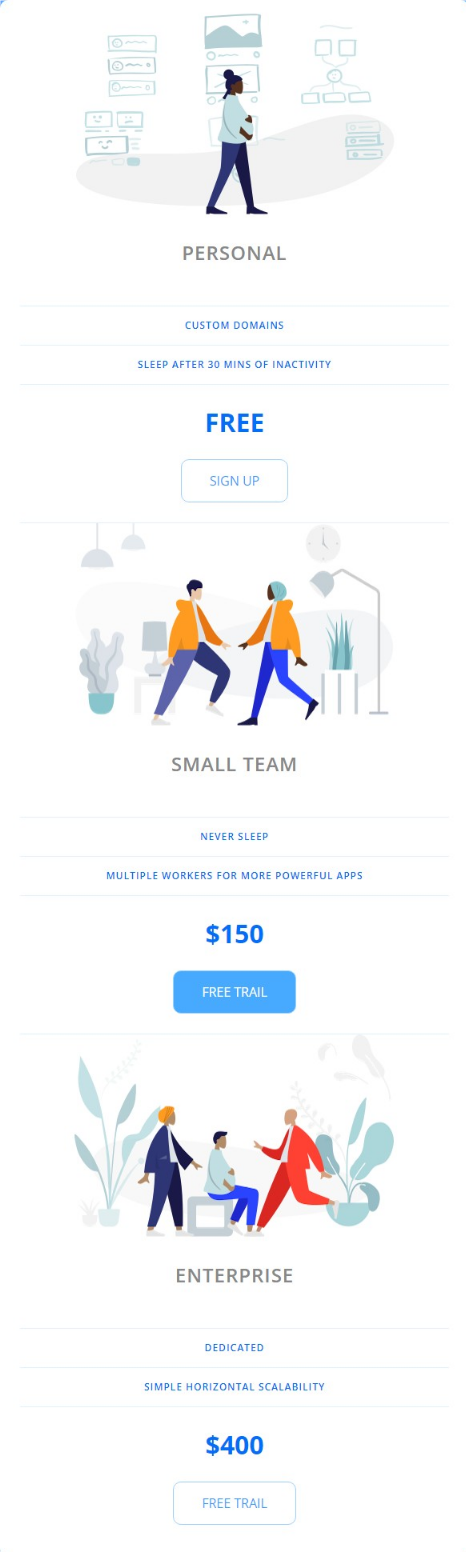 PERSONAL
CUSTOM DOMAINS
SLEEP AFTER 30 MINS OF INACTIVITY
FREE
SIGN UP
SMALL TEAM
NEVER SLEEP
MULTIPLE WORKERS FOR MORE POWERFUL APPS
$150
FREE TRAIL
ENTERPRISE
DEDICATED
SIMPLE HORIZONTAL SCALABILITY
$400
FREE TRAIL